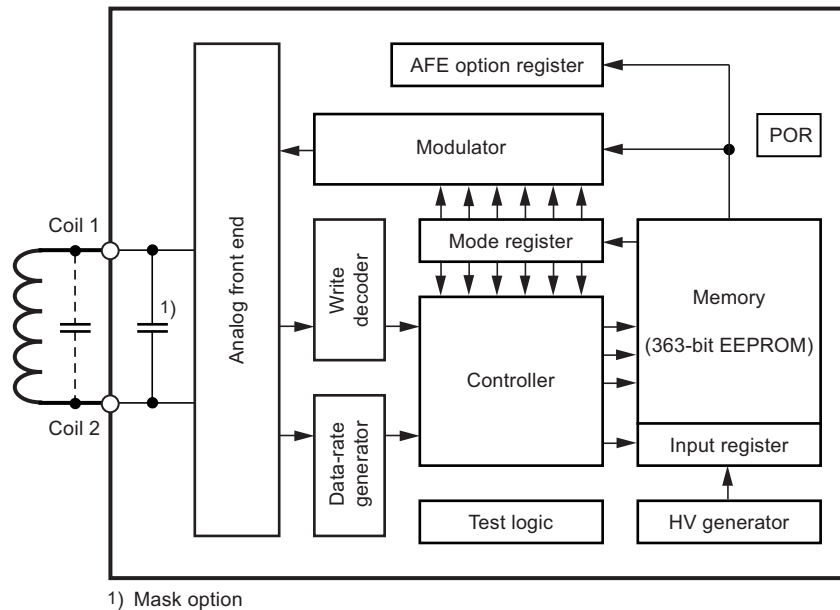 AFE option register
POR
Modulator
Coil 1
Mode register
Analog front end
Write
decoder
1)
Memory
(363-bit EEPROM)
Controller
Coil 2
Data-rate
generator
Input register
Test logic
HV generator
1) Mask option